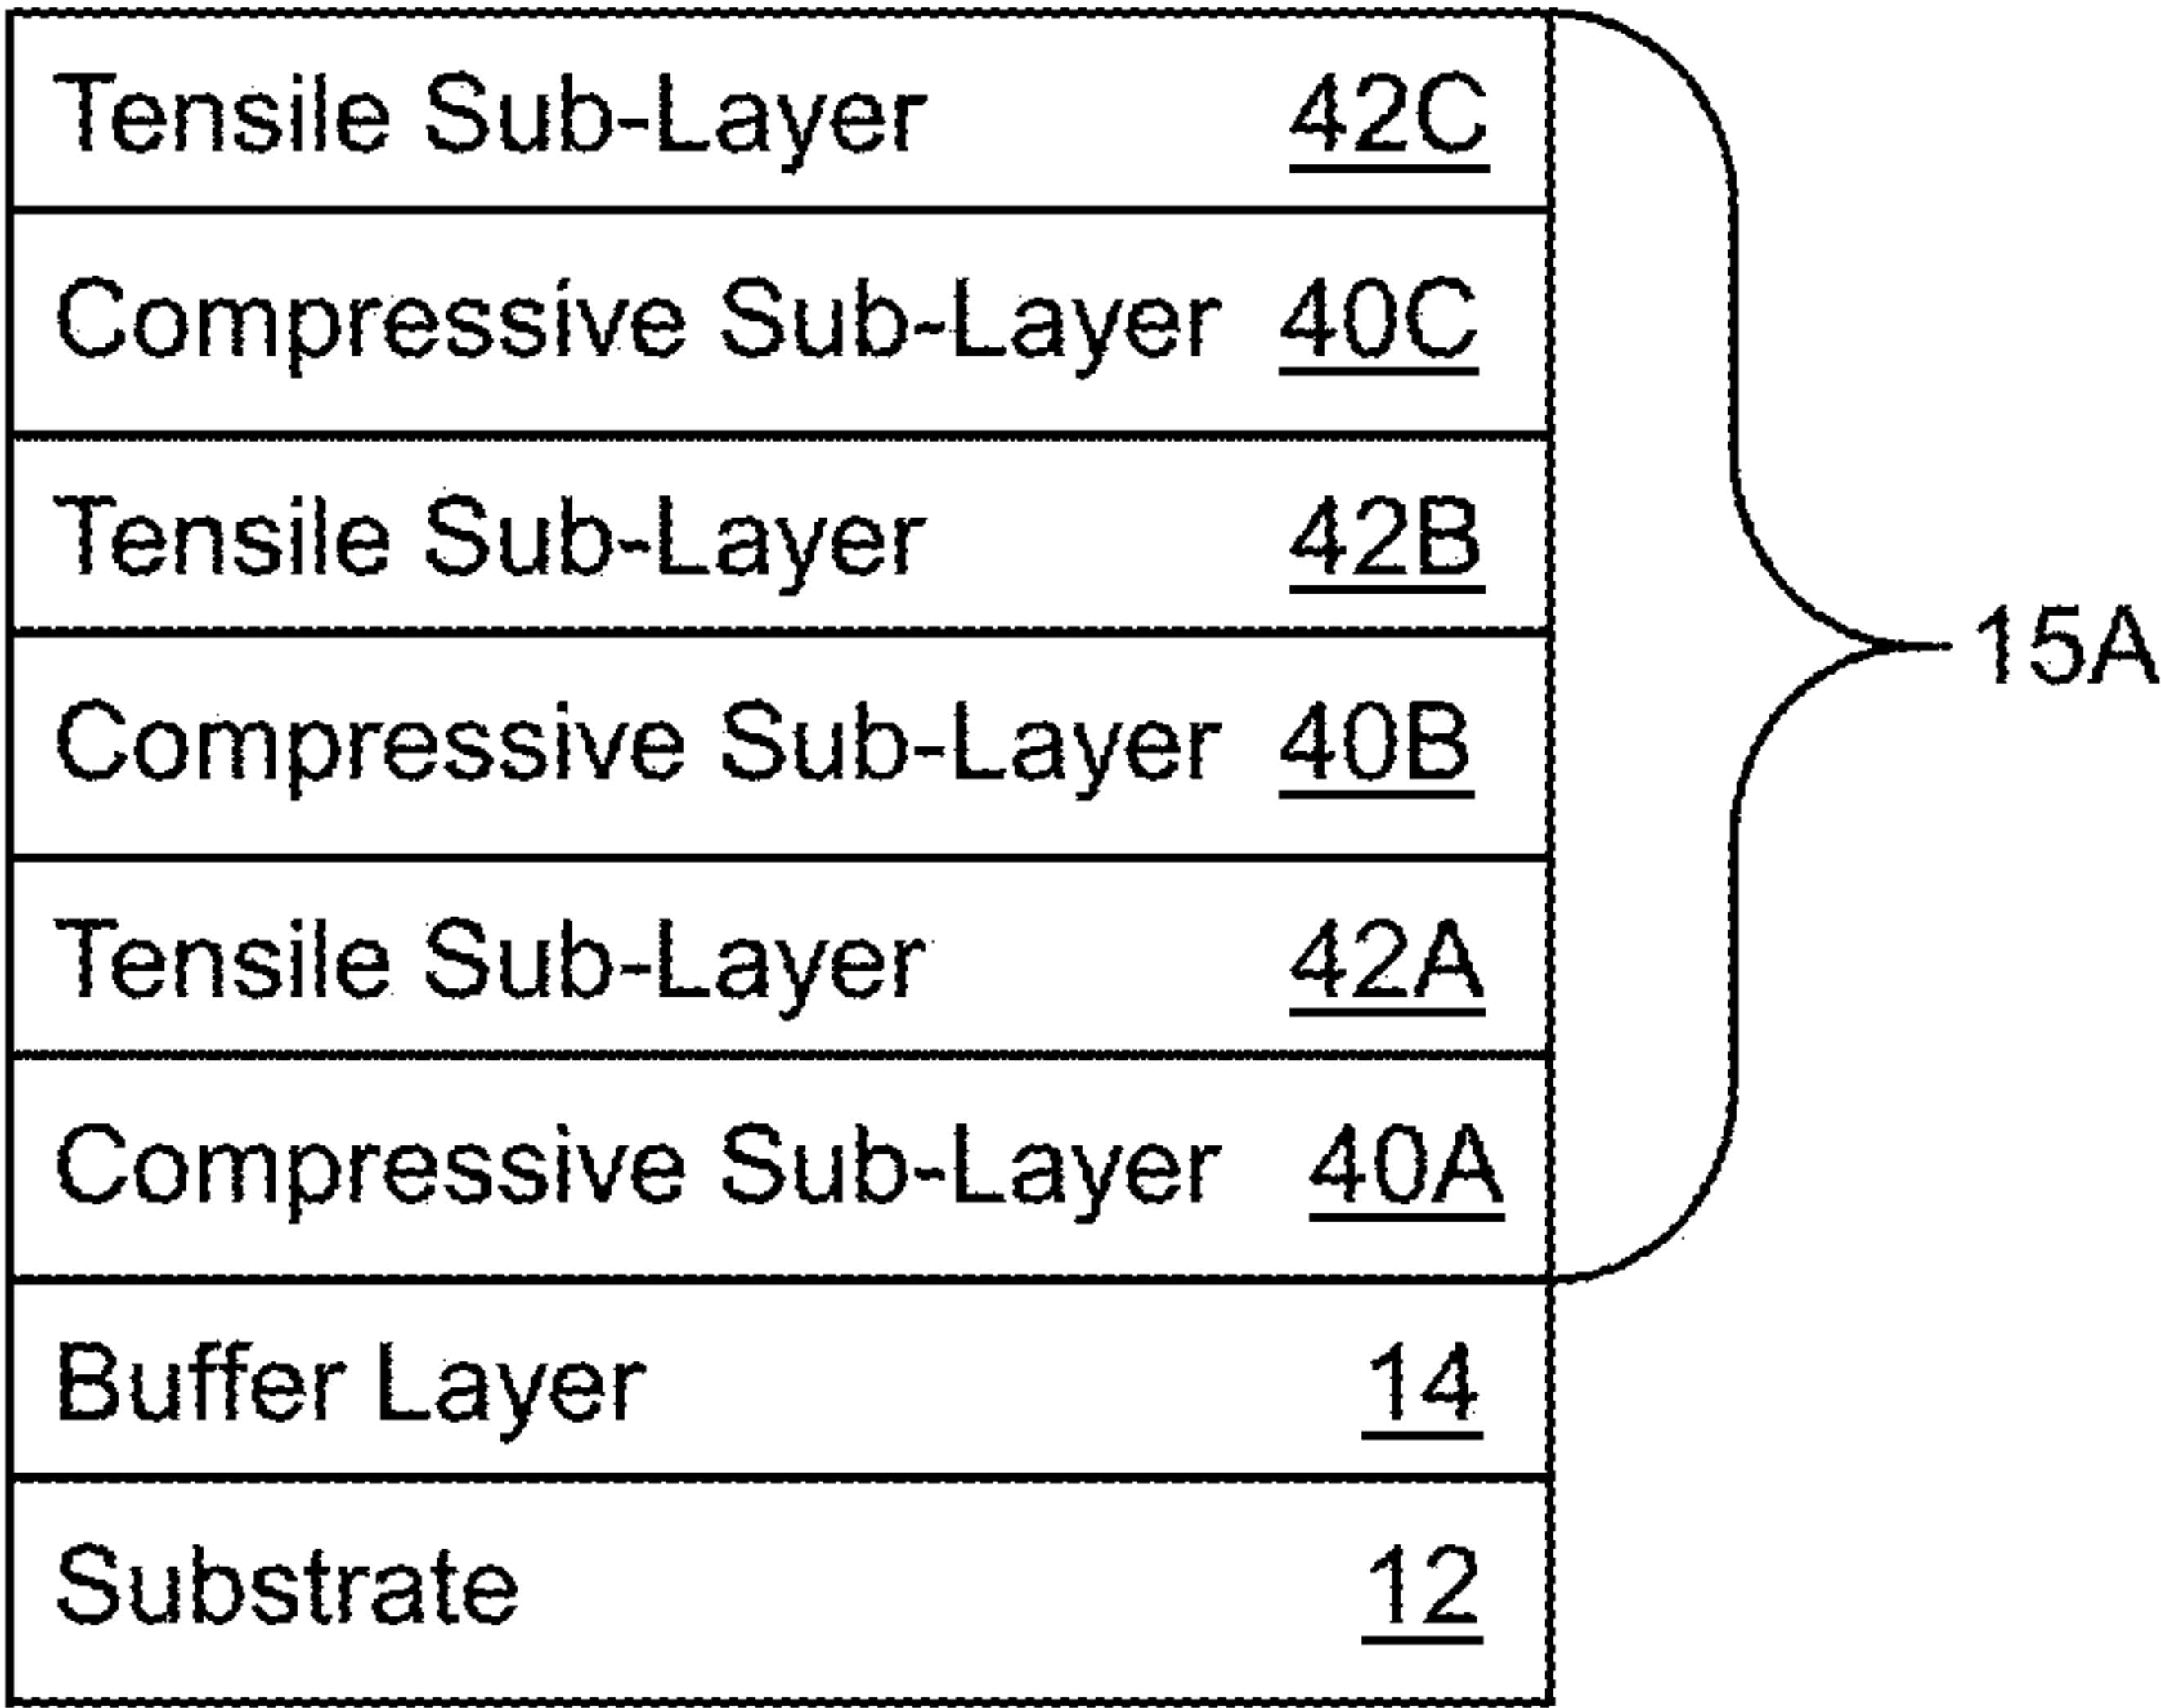 Tensile Sub-Layer 42C
Compressive Sub-Layer 40C
Tensile Sub-Layer 42B
15A
Compressive Sub-Layer 40B
Tensile Sub-Layer 42A
Compressive Sub-Layer 40A
Buffer Layer 14
Substrate 12